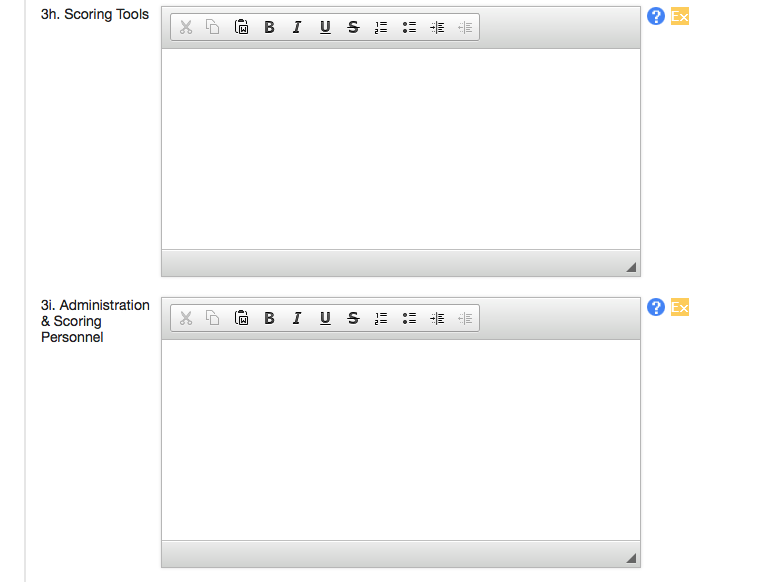 3h. Scoring Tools
B I U S
? Ex
3i. Administration
& Scoring
Personnel
B I U S
? Ex